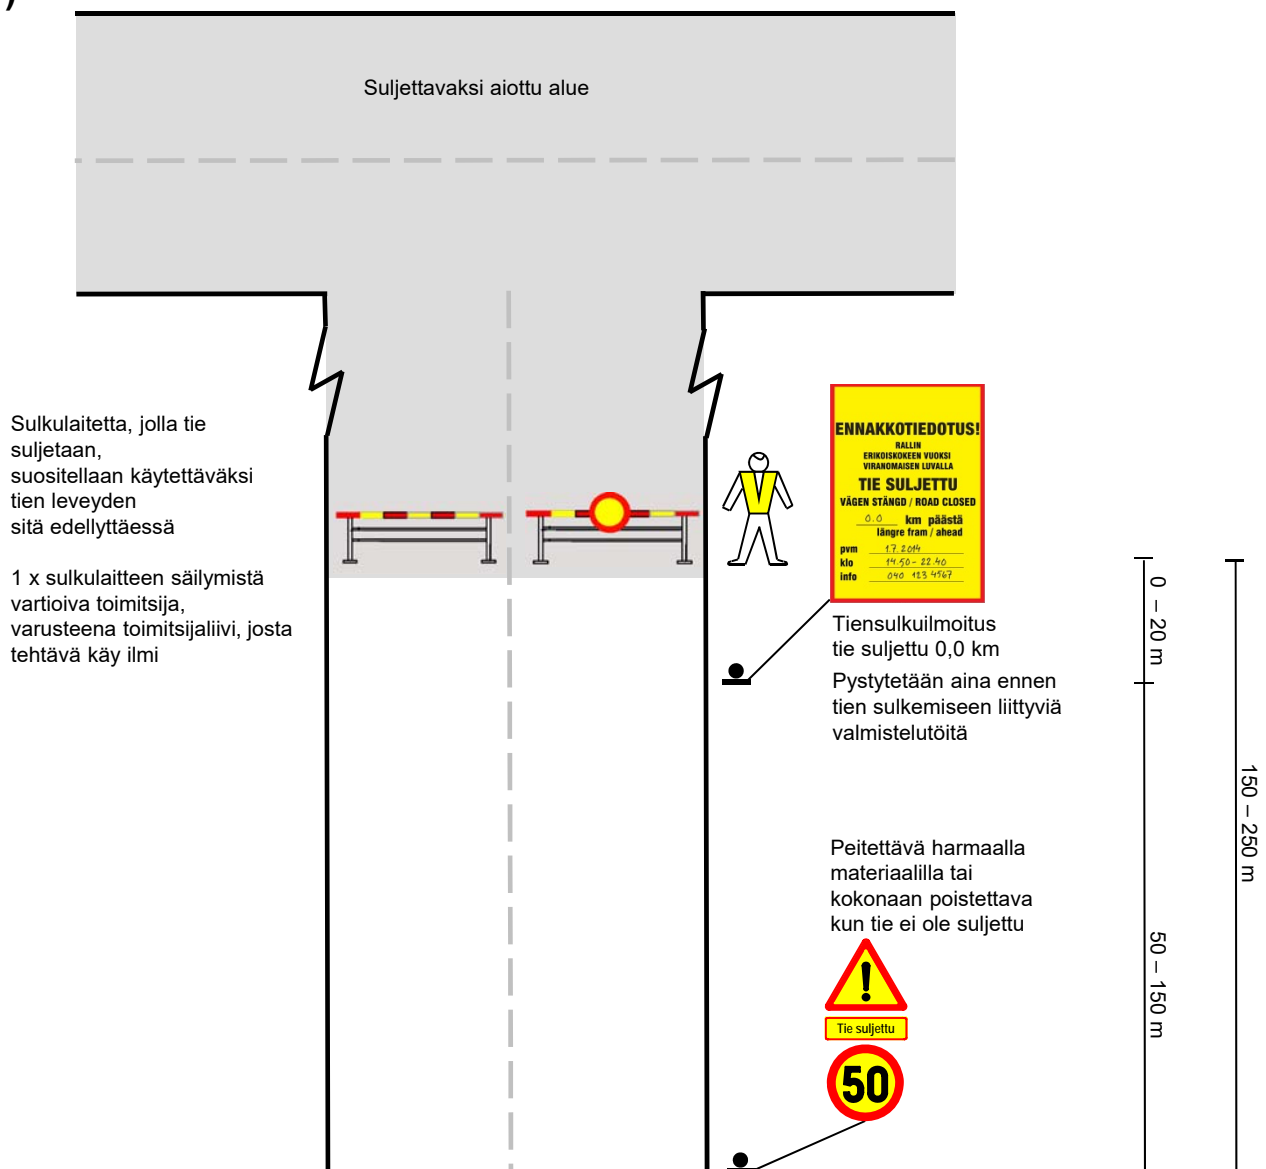 )
Suljettavaksi aiottu alue
Sulkulaitetta, jolla tie
suljetaan,
suositellaan käytettäväksi
tien leveyden
sitä edellyttäessä
1 x sulkulaitteen säilymistä
vartioiva toimitsija,
varusteena toimitsijaliivi, josta
tehtävä käy ilmi
ENNAKKOTIEDOTUS!
RALLIN
ERIKOISKOKEEN VUOKSI
VIRANOMAISEN LUVALLA
TIE SULJETTU
VÄGEN STÄNGD / ROAD CLOSED
0.0 km päästä
längre fram / ahead
pvm 1.7.2014
klo 14.50 - 22.40
info 040 123 4567
Tiensulkuilmoitus
tie suljettu 0,0 km
Pystytetään aina ennen
tien sulkemiseen liittyviä
valmistelutöitä
0 – 20 m
150 – 250 m
Peitettävä harmaalla
materiaalilla tai
kokonaan poistettava
kun tie ei ole suljettu
Tie suljettu
50
50 – 150 m